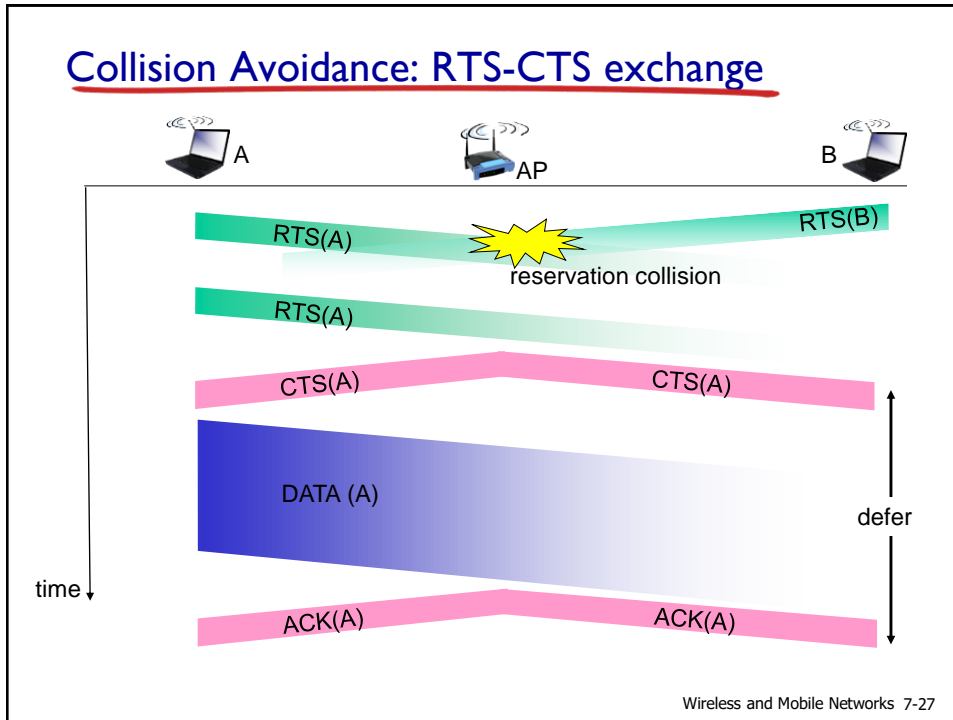 Collision Avoidance: RTS-CTS exchange
A
AP
B
RTS(A)
RTS(B)
reservation collision
RTS(A)
CTS(A)
CTS(A)
DATA (A)
defer
time
ACK(A)
ACK(A)
Wireless and Mobile Networks 7-27